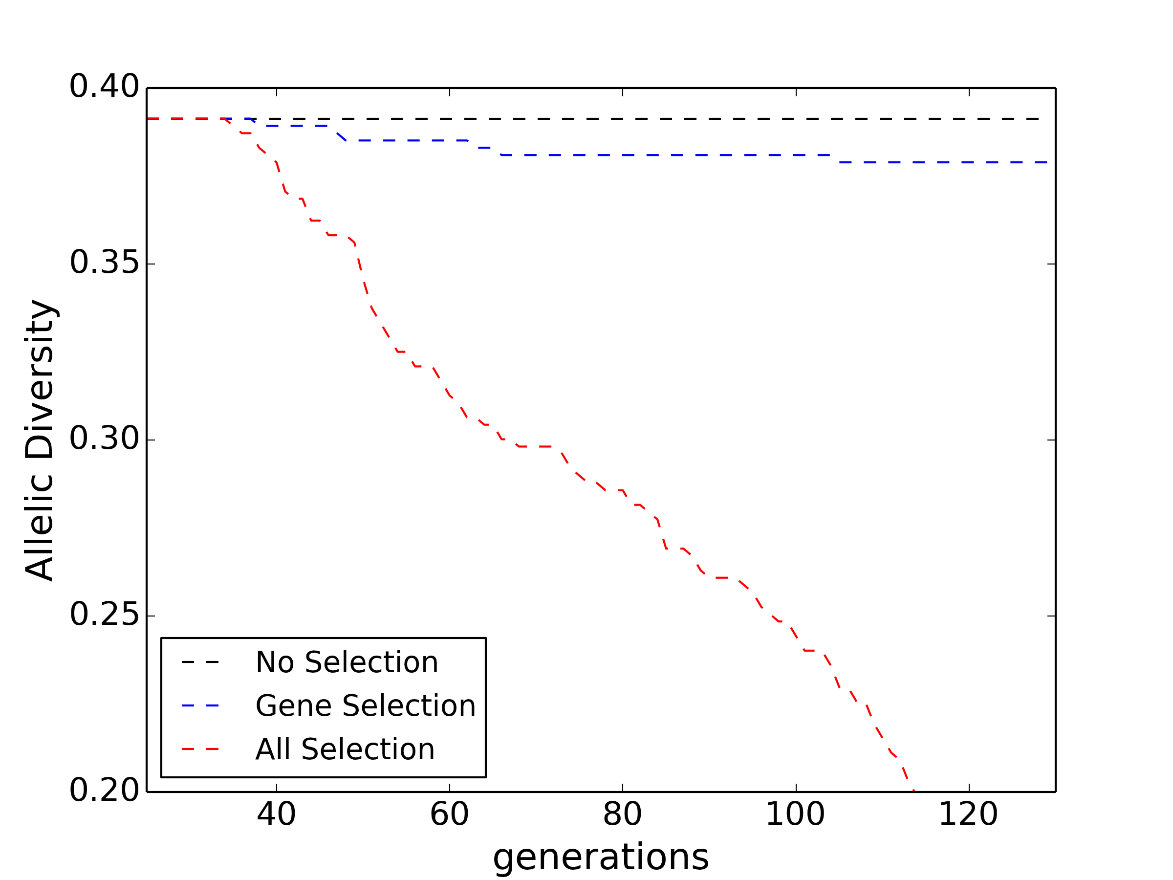 0.40
0.35
0.30
0.25
0.20
Allelic Diversity
No Selection
Gene Selection
All Selection
40 60 80 100 120
generations